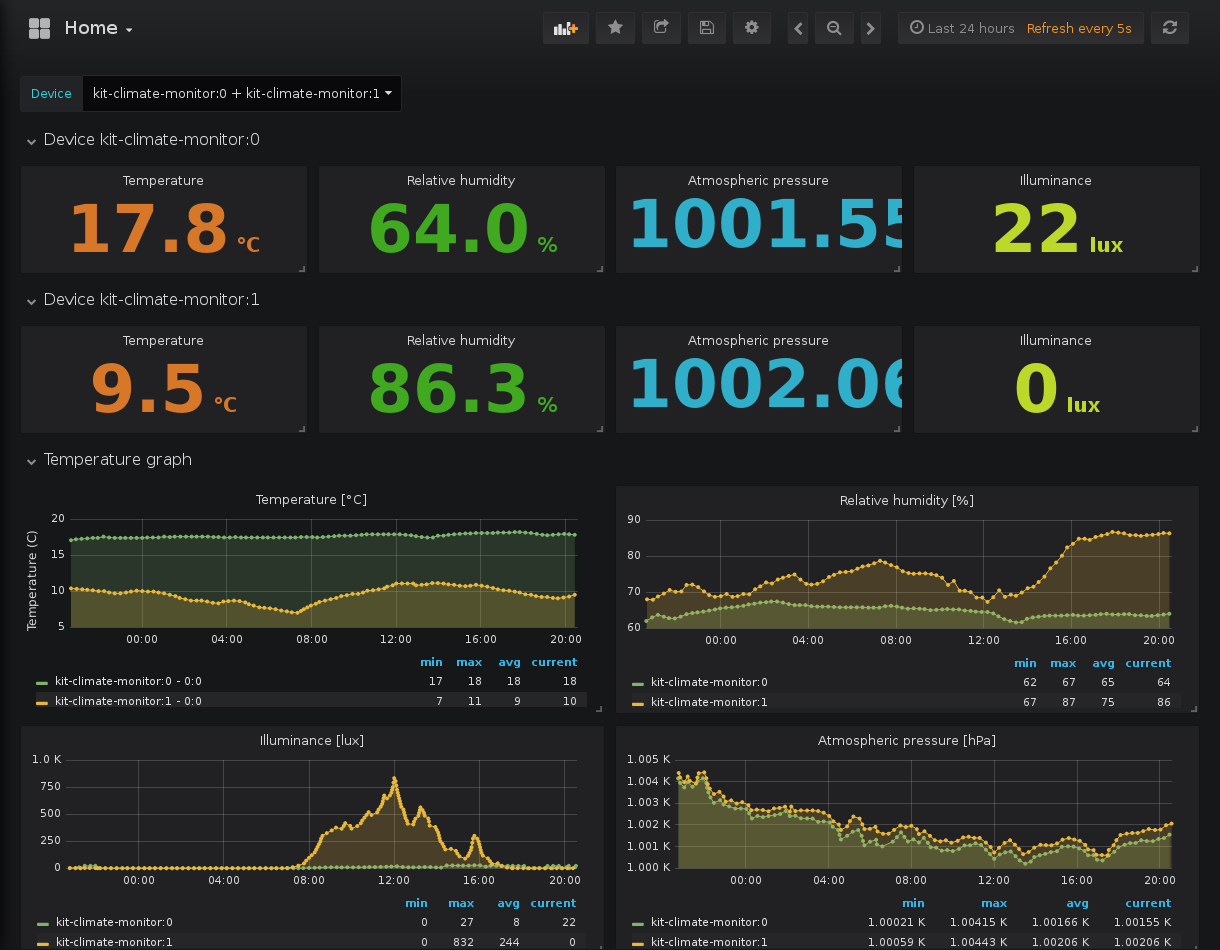 Home
Last 24 hours Refresh every 5s
Device kit-climate-monitor:0 + kit-climate-monitor:1
Device kit-climate-monitor:0
Temperature Relative humidity Atmospheric pressure Illuminance
17.8 °C 64.0 % 1001.55 22 lux
Device kit-climate-monitor:1
Temperature Relative humidity Atmospheric pressure Illuminance
9.5 °C 86.3 % 1002.06 0 lux
Temperature graph
Temperature [°C]
Temperature (C)
20
15
10
5
00:00 04:00 08:00 12:00 16:00 20:00
min max avg current
kit-climate-monitor:0 - 0:0 17 18 18 18
kit-climate-monitor:1 - 0:0 7 11 9 10
Relative humidity [%]
90
80
70
60
00:00 04:00 08:00 12:00 16:00 20:00
min max avg current
kit-climate-monitor:0 62 67 65 64
kit-climate-monitor:1 67 87 75 86
Illuminance [lux]
1.0 K
750
500
250
0
00:00 04:00 08:00 12:00 16:00 20:00
min max avg current
kit-climate-monitor:0 0 27 8 22
kit-climate-monitor:1 0 832 244 0
Atmospheric pressure [hPa]
1.005 K
1.004 K
1.003 K
1.002 K
1.001 K
1.000 K
00:00 04:00 08:00 12:00 16:00 20:00
min max avg current
kit-climate-monitor:0 1.00021 K 1.00415 K 1.00166 K 1.00155 K
kit-climate-monitor:1 1.00059 K 1.00443 K 1.00206 K 1.00206 K